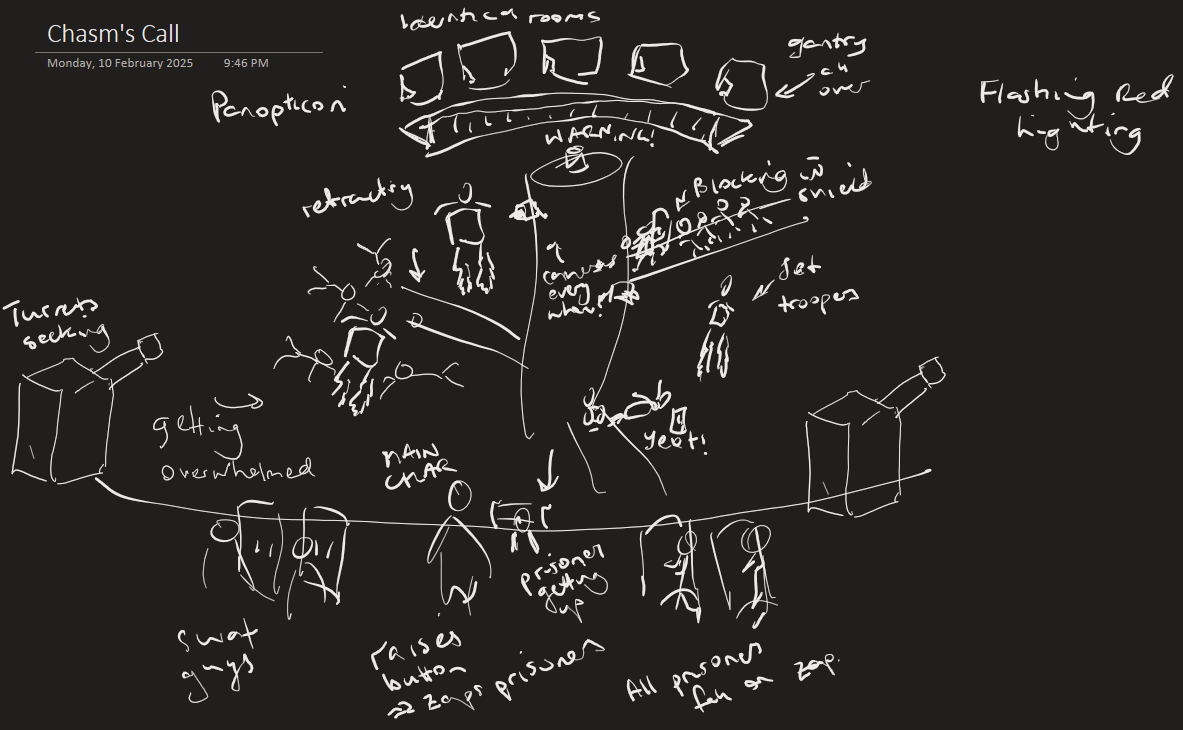 Chasm's Call
Monday, 10 February 2025 9:46 PM
Identical rooms
gantry
all
over
Panopticon
Flashing Red
Lighting
WARNING!
Blocking w
shield
retracting
cameras
every
where!
Jet
troopers
Turrets
seeking
getting
overwhelmed
Yeet!
MAIN
CHAR
prisoner
getting
up
swat
guys
raises
button
⇒ zaps prisoners
All prisoners
fall on zap.